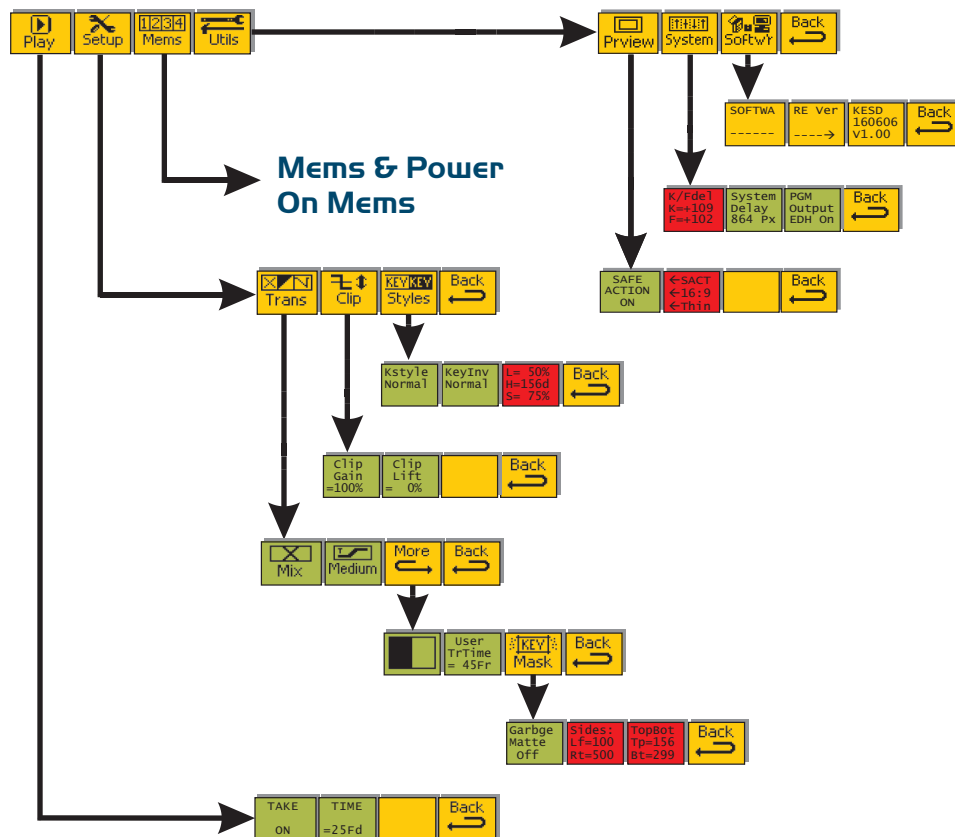 Play Setup 1234 Mems Utils
Prview System Softw'r Back
SOFTWA RE Ver KESD Back
------ ----→ 160606
v1.00
Mems & Power
On Mems
K/Fdel System PGM Back
K=+109 Delay Output
F=+102 864 Px EDH On
Trans Clip KEY KEY Styles Back
SAFE ←SACT Back
ACTION ←16:9
ON ←Thin
Kstyle KeyInv L= 50% Back
Normal Normal H=156d
S= 75%
Clip Clip Back
Gain Lift
=100% = 0%
Mix T Medium More Back
User KEY Back
TrTime Mask
= 45Fr
Garbge Sides: TopBot Back
Matte Lf=100 Tp=156
Off Rt=500 Bt=299
TAKE TIME Back
ON =25Fd